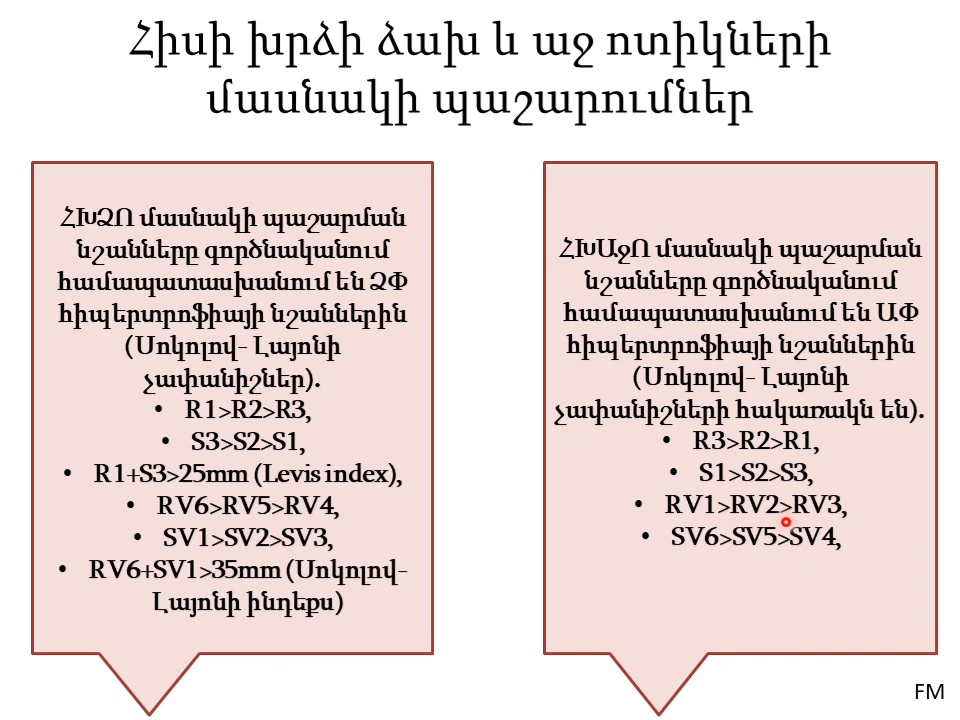 Հիսի խրձի ձախ և աջ ոտիկների
մասնակի պաշարումներ
ՀԽՁՈ մասնակի պաշարման
նշանները գործնականում
համապատասխանում են ՁՓ
հիպերտրոֆիայի նշաններին
(Սոկոլով- Լայոնի
չափանիշներ).
• R1>R2>R3,
• S3>S2>S1,
• R1+S3>25mm (Levis index),
• RV6>RV5>RV4,
• SV1>SV2>SV3,
• RV6+SV1>35mm (Սոկոլով-
Լայոնի ինդեքս)
ՀԽԱջՈ մասնակի պաշարման
նշանները գործնականում
համապատասխանում են ԱՓ
հիպերտրոֆիայի նշաններին
(Սոկոլով- Լայոնի
չափանիշների հակառակն են).
• R3>R2>R1,
• S1>S2>S3,
• RV1>RV2>RV3,
• SV6>SV5>SV4,
FM